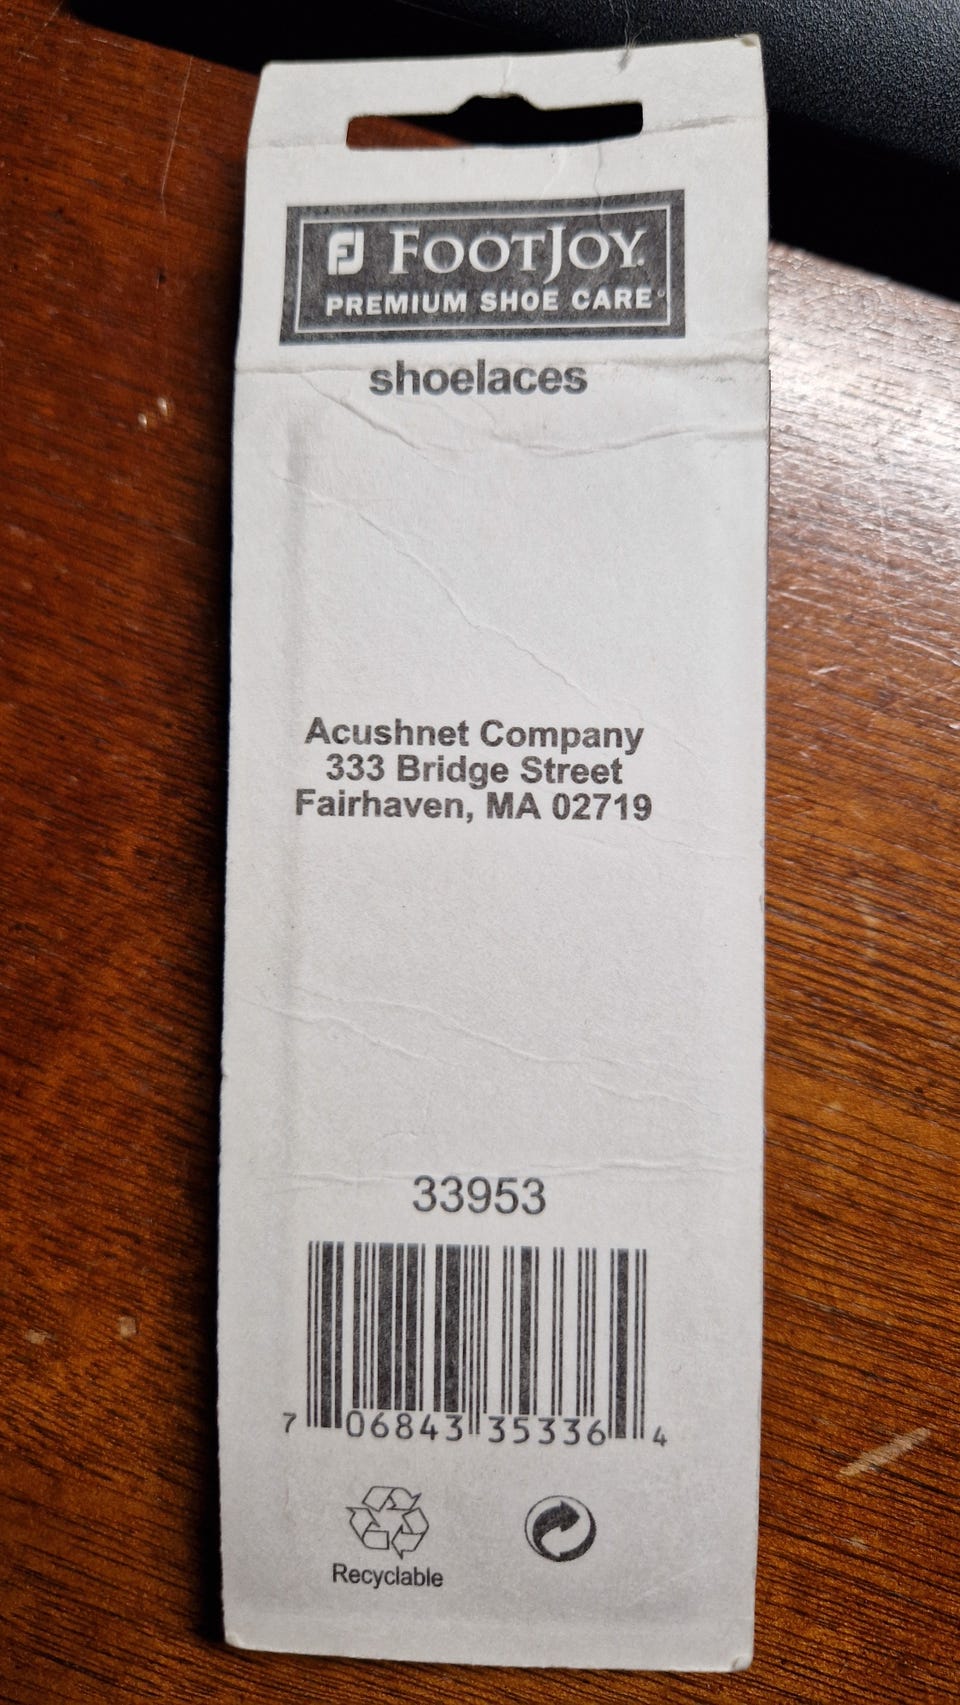 FJ FOOTJOY.
PREMIUM SHOE CARE
shoelaces
Acushnet Company
333 Bridge Street
Fairhaven, MA 02719
33953
7 06843 35336 4
Recyclable